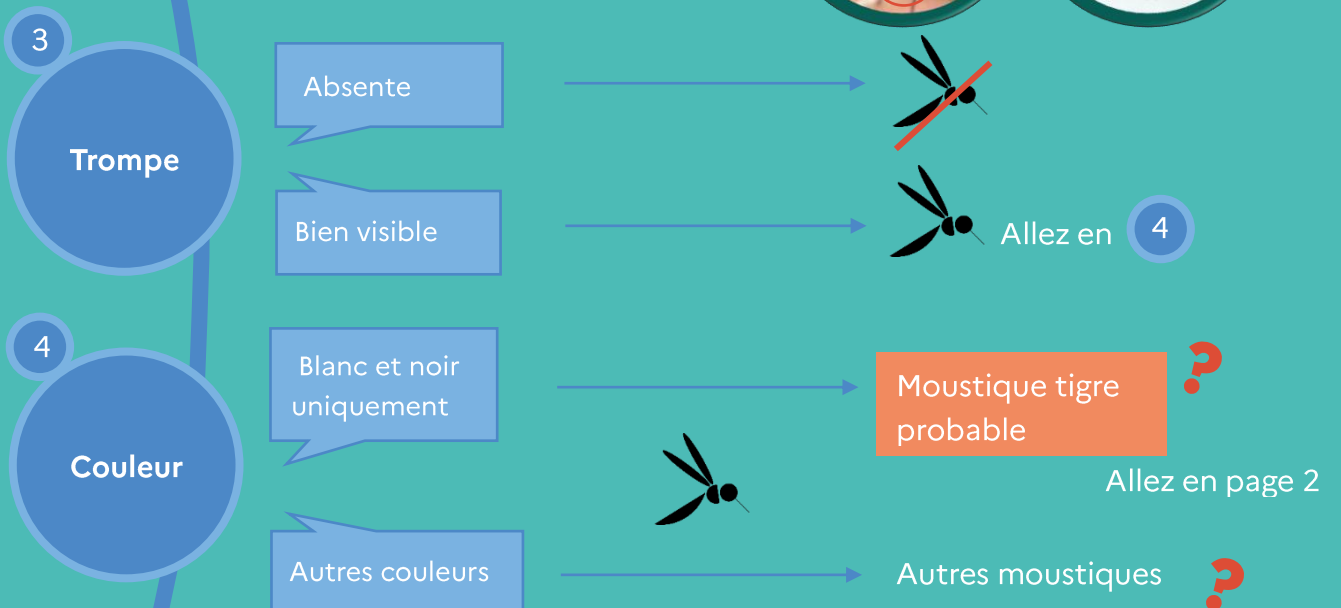 3
Trompe
Absente
Bien visible
Allez en 4
4
Couleur
Blanc et noir
uniquement
Moustique tigre
probable
?
Allez en page 2
Autres couleurs
Autres moustiques
?